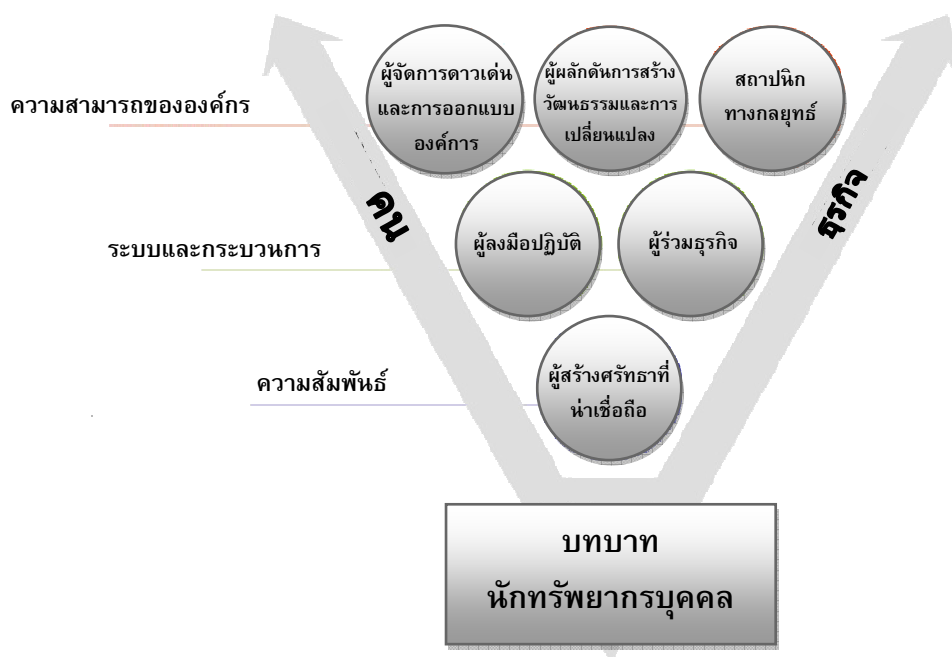 ผู้จัดการดาวเด่น
และการออกแบบ
องค์การ
ผู้ผลักดันการสร้าง
วัฒนธรรมและการ
เปลี่ยนแปลง
สถาปนิก
ทางกลยุทธ์
ความสามารถขององค์กร
คน
ธุรกิจ
ระบบและกระบวนการ
ผู้ลงมือปฏิบัติ
ผู้ร่วมธุรกิจ
ความสัมพันธ์
ผู้สร้างศรัทธาที่
น่าเชื่อถือ
บทบาท
นักทรัพยากรบุคคล